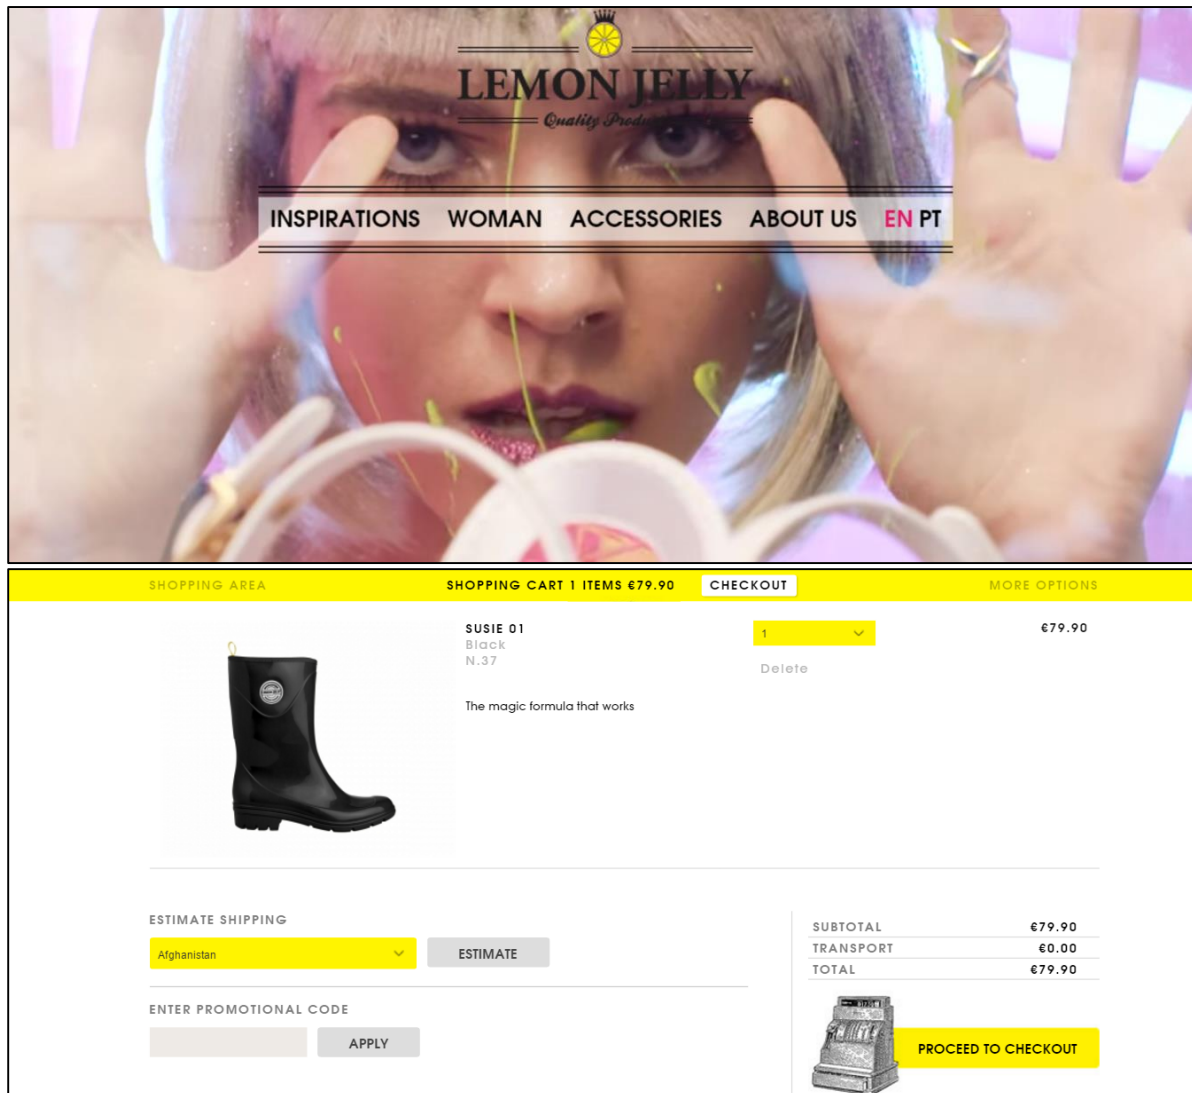 LEMON JELLY
Quality
INSPIRATIONS WOMAN ACCESSORIES ABOUT US EN PT
SHOPPING AREA SHOPPING CART 1 ITEMS €79.90 CHECKOUT MORE OPTIONS
SUSIE 01 1 €79.90
Black
N.37 Delete
The magic formula that works
ESTIMATE SHIPPING
Afghanistan ESTIMATE
ENTER PROMOTIONAL CODE
APPLY
SUBTOTAL €79.90
TRANSPORT €0.00
TOTAL €79.90
PROCEED TO CHECKOUT